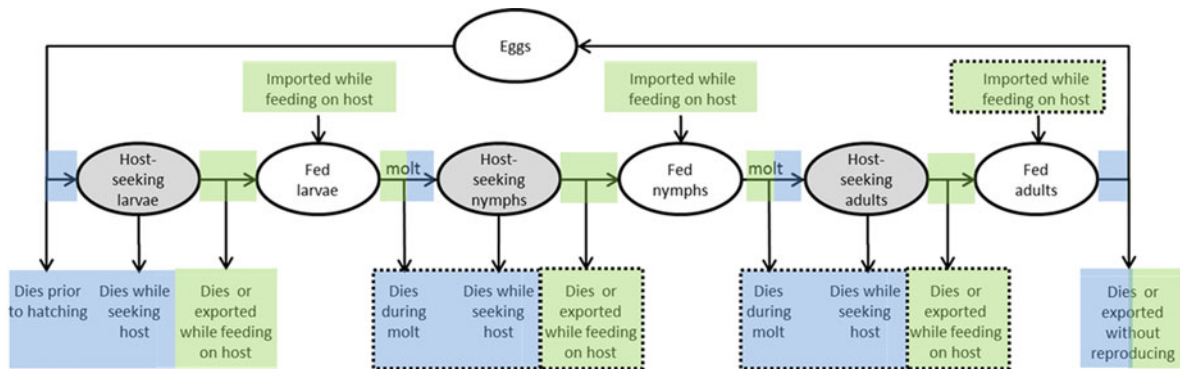 Eggs
Imported while
feeding on host
Imported while
feeding on host
Imported while
feeding on host
Host-
seeking
larvae
Fed
larvae
molt
Host-
seeking
nymphs
Fed
nymphs
molt
Host-
seeking
adults
Fed
adults
Dies prior
to hatching
Dies while
seeking
host
Dies or
exported
while feeding
on host
Dies
during
molt
Dies while
seeking
host
Dies or
exported
while feeding
on host
Dies
during
molt
Dies while
seeking
host
Dies or
exported
while feeding
on host
Dies or
exported
without
reproducing